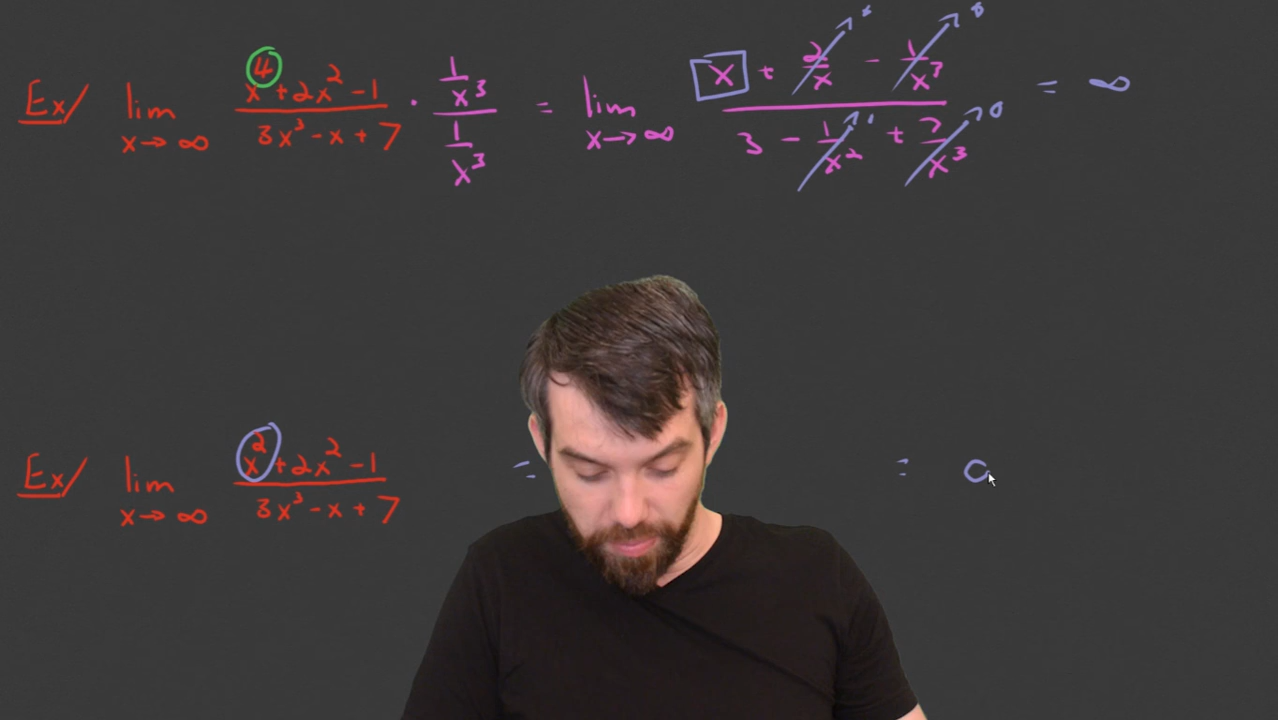 Ex/ lim x→∞ (x⁴ + 2x² - 1)/(3x³ - x + 7) · (1/x³)/(1/x³) = lim x→∞ (x + 2/x - 1/x³)/(3 - 1/x² + 7/x³) = ∞
Ex/ lim x→∞ (x² + 2x² - 1)/(3x³ - x + 7) = = 0